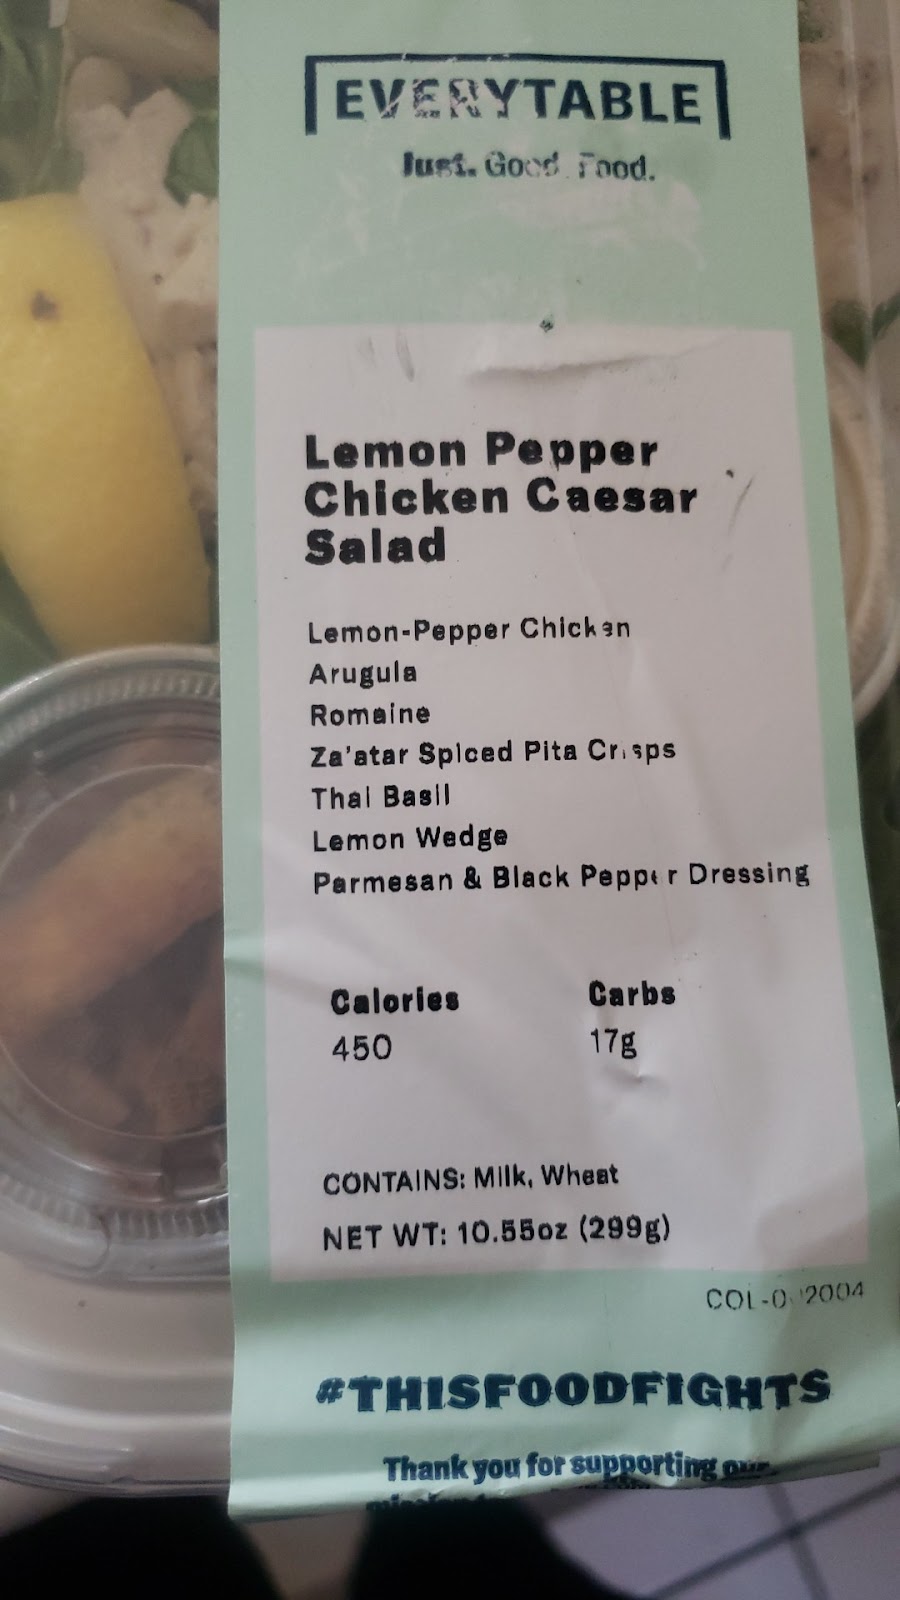 EVERYTABLE
Just. Good. Food.
Lemon Pepper
Chicken Caesar
Salad
Lemon-Pepper Chicken
Arugula
Romaine
Za'atar Spiced Pita Crisps
Thai Basil
Lemon Wedge
Parmesan & Black Pepper Dressing
Calories
Carbs
450
17g
CONTAINS: Milk, Wheat
NET WT: 10.55oz (299g)
#THISFOODFIGHTS
Thank you for supporting our